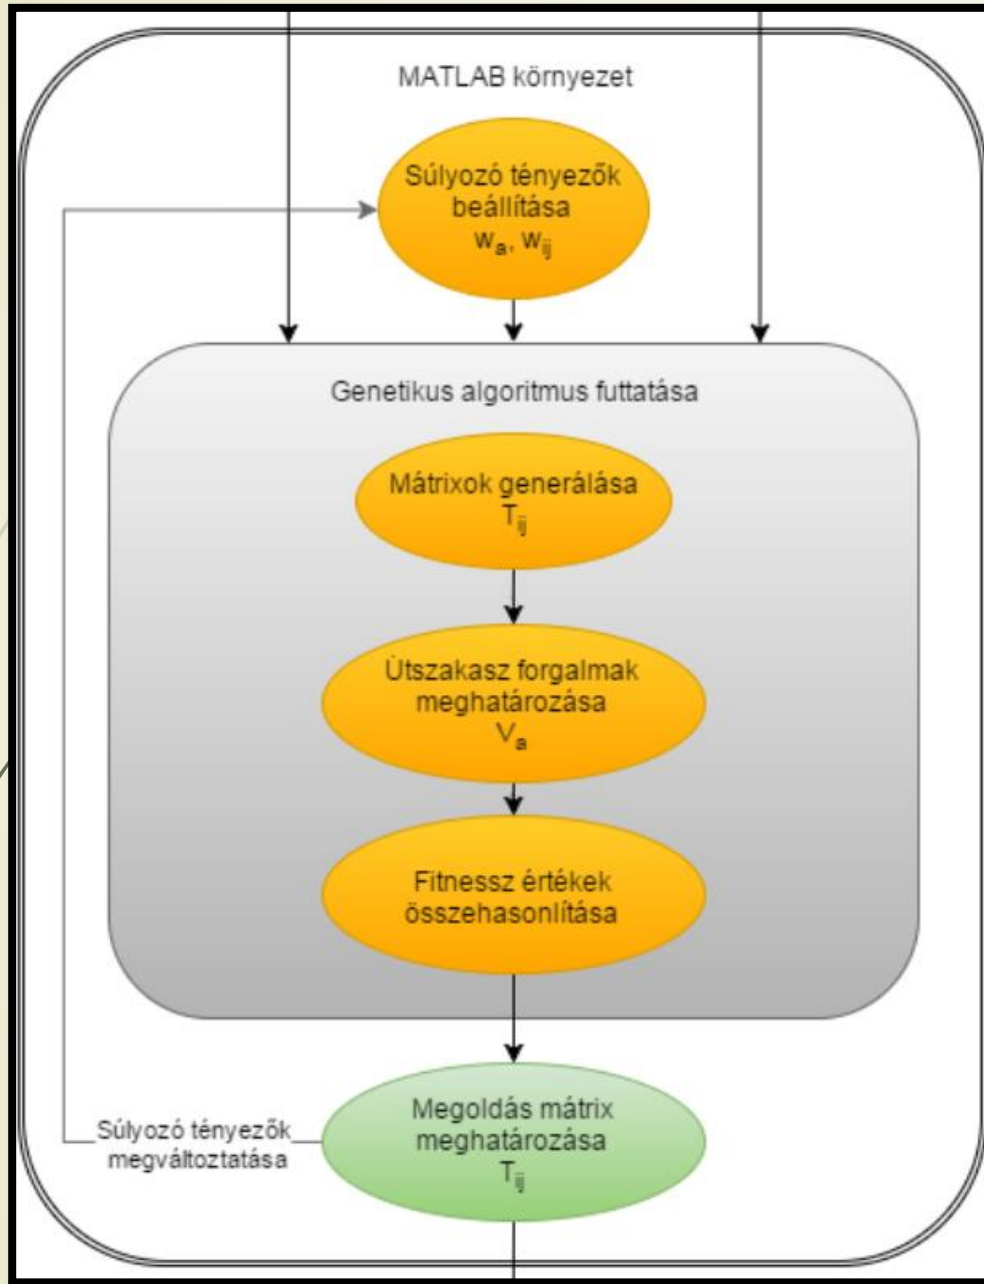 MATLAB környezet
Súlyozó tényezők
beállítása
wa, wij
Genetikus algoritmus futtatása
Mátrixok generálása
Tij
Útszakasz forgalmak
meghatározása
Va
Fitnessz értékek
összehasonlítása
Megoldás mátrix
meghatározása
Tij
Súlyozó tényezők
megváltoztatása